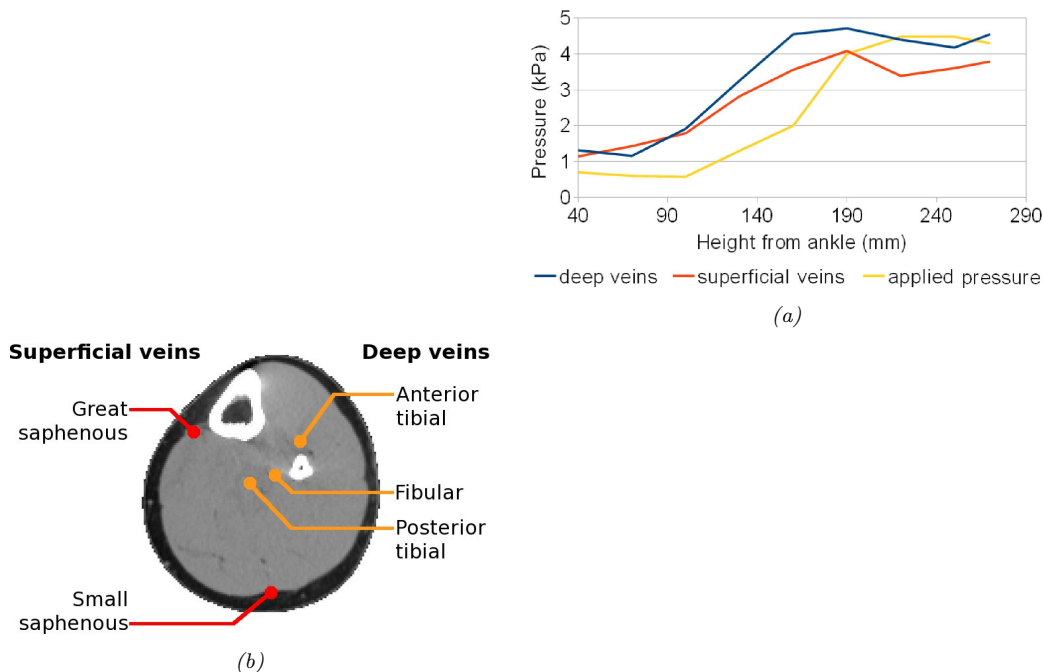 5
4
3
2
1
0
Pressure (kPa)
40 90 140 190 240 290
Height from ankle (mm)
deep veins superficial veins applied pressure
(a)
Superficial veins
Deep veins
Great
saphenous
Anterior
tibial
Fibular
Posterior
tibial
Small
saphenous
(b)